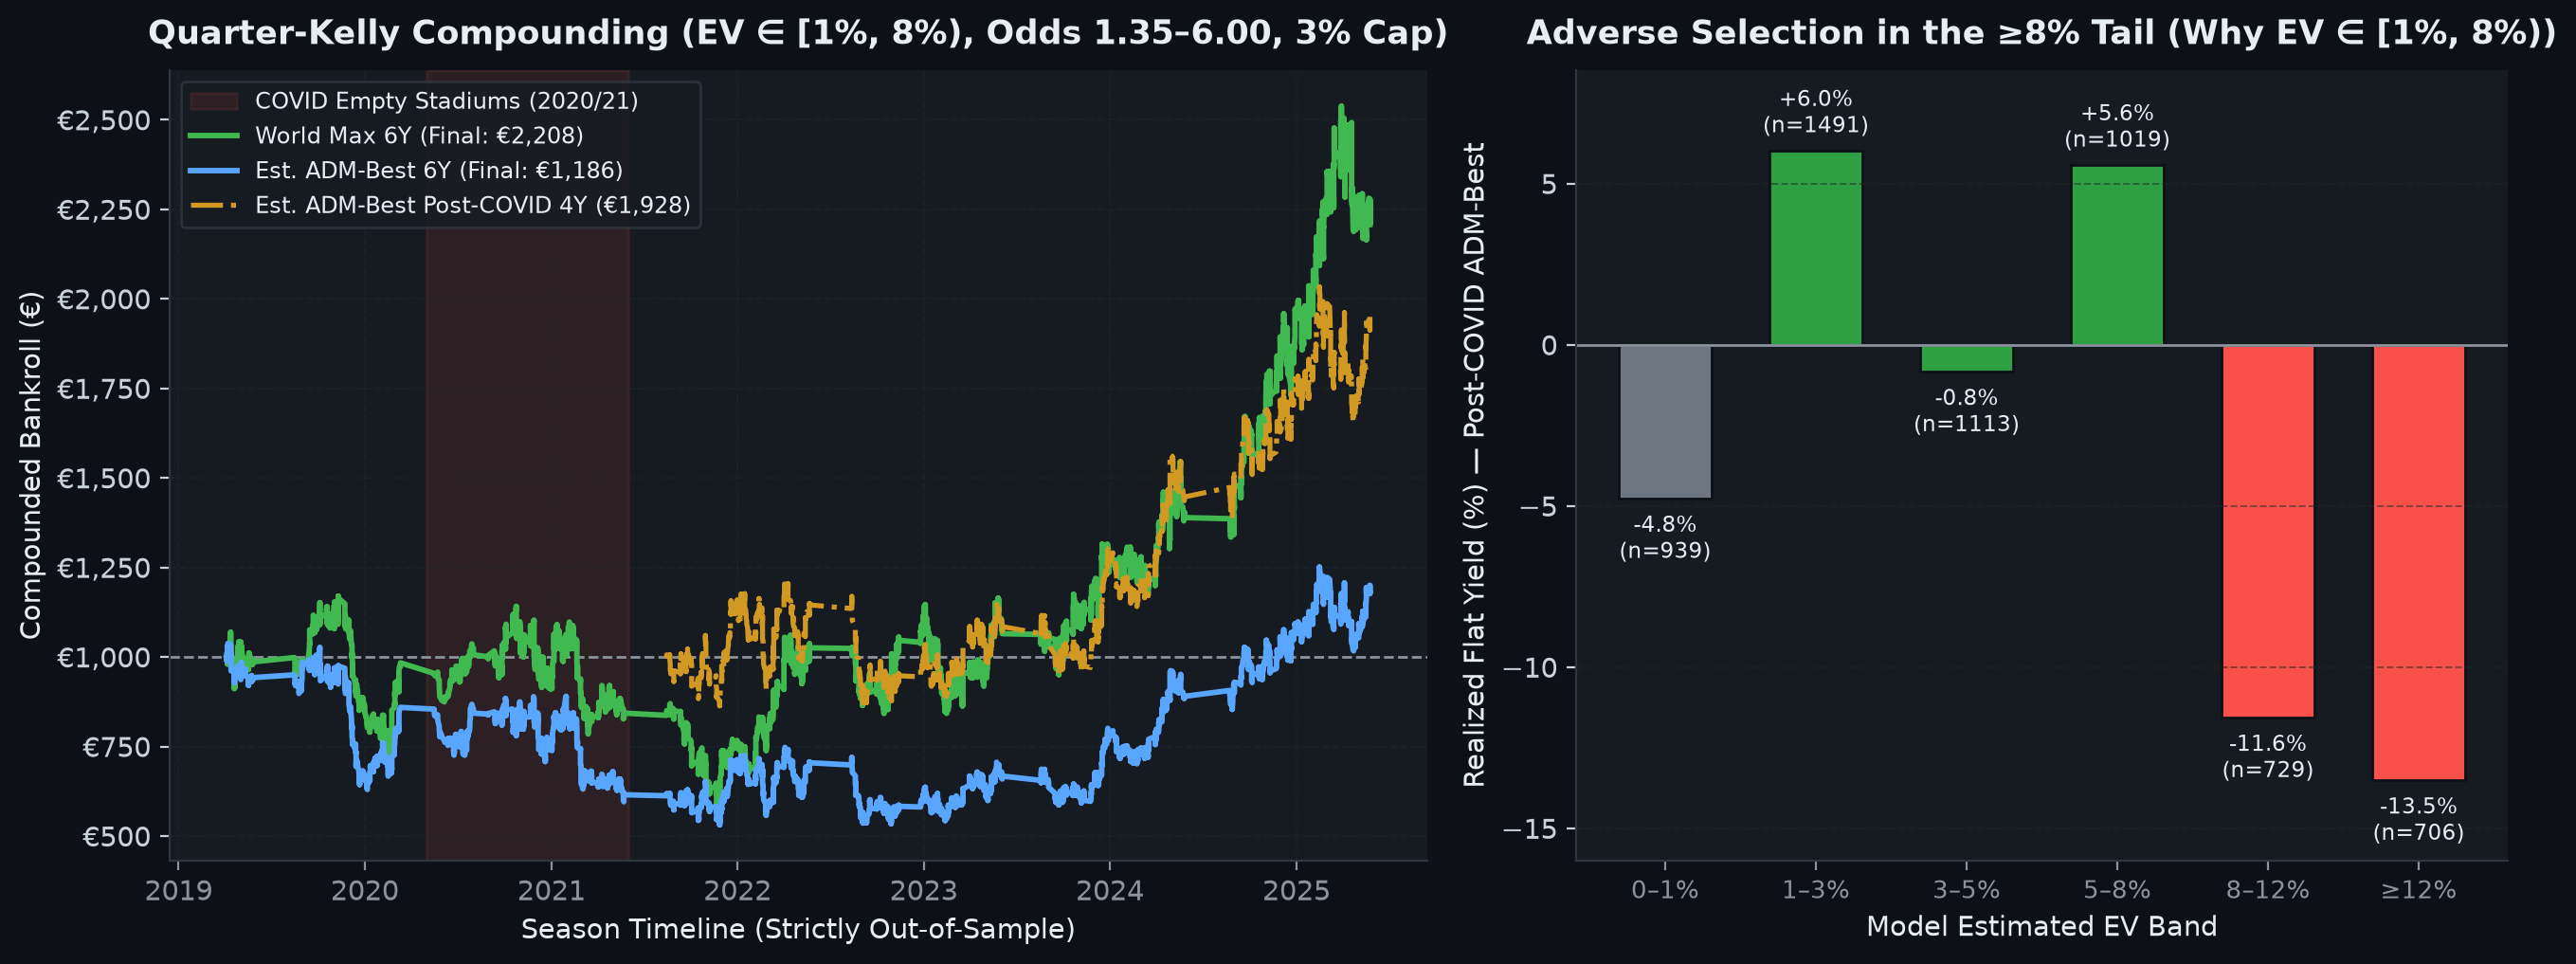 Quarter-Kelly Compounding (EV ∈ [1%, 8%), Odds 1.35–6.00, 3% Cap)
COVID Empty Stadiums (2020/21)
World Max 6Y (Final: €2,208)
Est. ADM-Best 6Y (Final: €1,186)
Est. ADM-Best Post-COVID 4Y (€1,928)
Compounded Bankroll (€)
€2,500
€2,250
€2,000
€1,750
€1,500
€1,250
€1,000
€750
€500
2019 2020 2021 2022 2023 2024 2025
Season Timeline (Strictly Out-of-Sample)
Adverse Selection in the ≥8% Tail (Why EV ∈ [1%, 8%))
Realized Flat Yield (%) — Post-COVID ADM-Best
5
0
−5
−10
−15
-4.8%
(n=939)
+6.0%
(n=1491)
-0.8%
(n=1113)
+5.6%
(n=1019)
-11.6%
(n=729)
-13.5%
(n=706)
0–1% 1–3% 3–5% 5–8% 8–12% ≥12%
Model Estimated EV Band